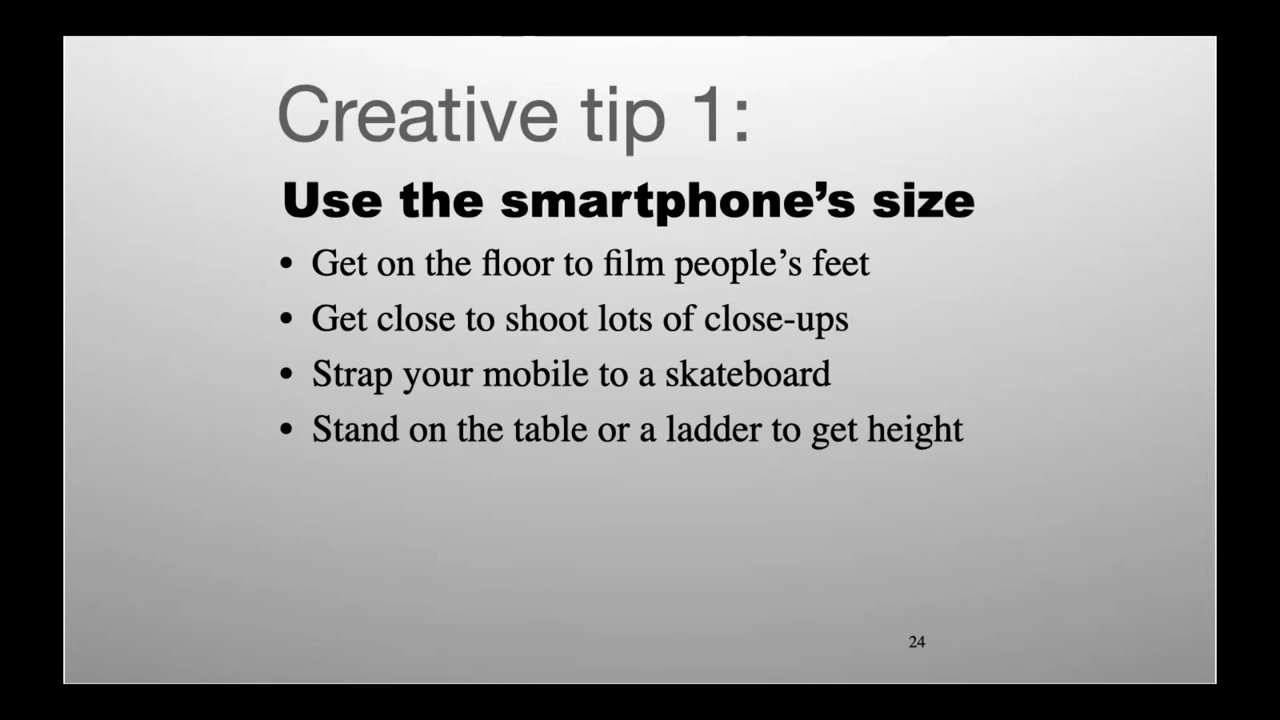 Creative tip 1:
Use the smartphone’s size
• Get on the floor to film people’s feet
• Get close to shoot lots of close-ups
• Strap your mobile to a skateboard
• Stand on the table or a ladder to get height
24